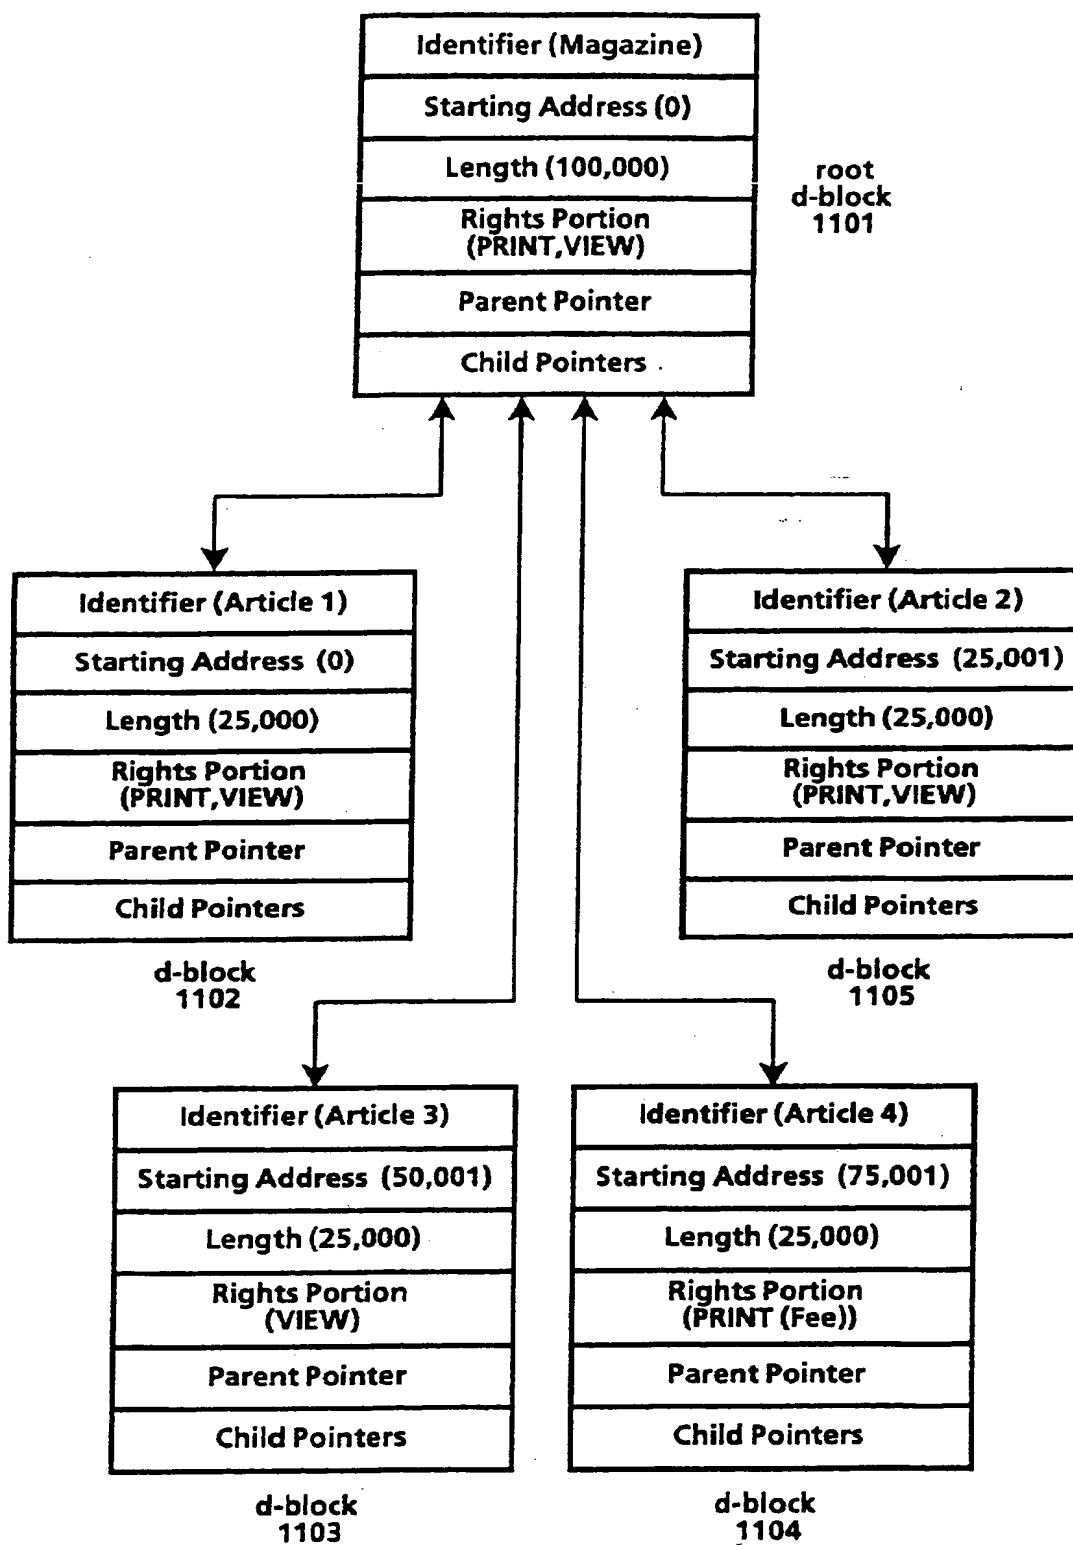 Identifier (Magazine)
Starting Address (0)
Length (100,000)
Rights Portion
(PRINT,VIEW)
Parent Pointer
Child Pointers
root
d-block
1101
Identifier (Article 1)
Starting Address (0)
Length (25,000)
Rights Portion
(PRINT,VIEW)
Parent Pointer
Child Pointers
d-block
1102
Identifier (Article 2)
Starting Address (25,001)
Length (25,000)
Rights Portion
(PRINT,VIEW)
Parent Pointer
Child Pointers
d-block
1105
Identifier (Article 3)
Starting Address (50,001)
Length (25,000)
Rights Portion
(VIEW)
Parent Pointer
Child Pointers
d-block
1103
Identifier (Article 4)
Starting Address (75,001)
Length (25,000)
Rights Portion
(PRINT (Fee))
Parent Pointer
Child Pointers
d-block
1104